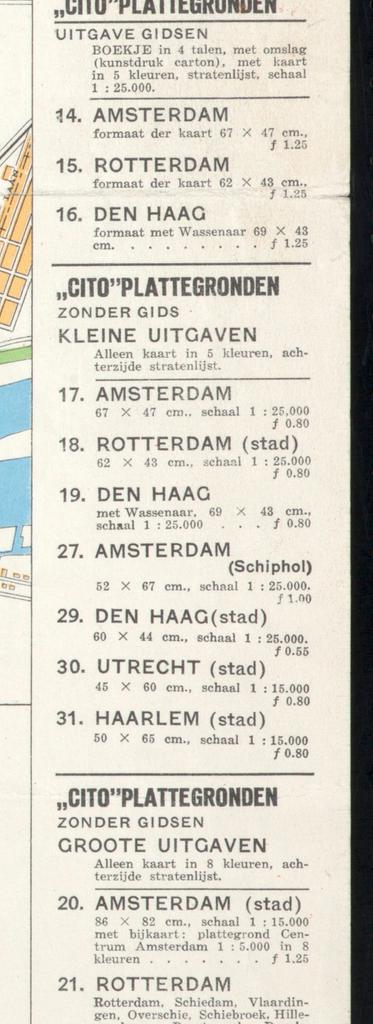 „CITO”PLATTEGRONDEN
UITGAVE GIDSEN
BOEKJE in 4 talen, met omslag
(kunstdruk carton), met kaart
in 5 kleuren, stratenlijst, schaal
1 : 25.000.
14. AMSTERDAM
formaat der kaart 67 × 47 cm.,
f 1.25
15. ROTTERDAM
formaat der kaart 62 × 43 cm.,
f 1.25
16. DEN HAAG
formaat met Wassenaar 69 × 43
cm. . . . . . . . . . f 1.25
„CITO”PLATTEGRONDEN
ZONDER GIDS
KLEINE UITGAVEN
Alleen kaart in 5 kleuren, ach-
terzijde stratenlijst.
17. AMSTERDAM
67 × 47 cm., schaal 1 : 25,000
f 0.80
18. ROTTERDAM (stad)
62 × 43 cm., schaal 1 : 25.000
f 0.80
19. DEN HAAG
met Wassenaar, 69 × 43 cm.,
schaal 1 : 25.000 . . . f 0.80
27. AMSTERDAM
(Schiphol)
52 × 67 cm., schaal 1 : 25.000.
f 1.00
29. DEN HAAG (stad)
60 × 44 cm., schaal 1 : 25.000.
f 0.55
30. UTRECHT (stad)
45 × 60 cm., schaal 1 : 15.000
f 0.80
31. HAARLEM (stad)
50 × 65 cm., schaal 1 : 15.000
f 0.80
„CITO”PLATTEGRONDEN
ZONDER GIDSEN
GROOTE UITGAVEN
Alleen kaart in 8 kleuren, ach-
terzijde stratenlijst.
20. AMSTERDAM (stad)
86 × 82 cm., schaal 1 : 15.000
met bijkaart: plattegrond Cen-
trum Amsterdam 1 : 5.000 in 8
kleuren . . . . . . . f 1.25
21. ROTTERDAM
Rotterdam, Schiedam, Vlaardin-
gen, Overschie, Schiebroek, Hille-